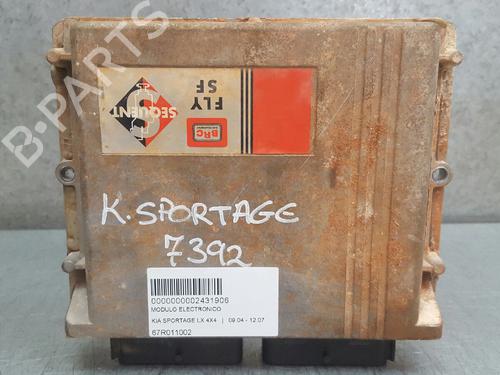 B-PARTS
FLY
SF
SEQUENT
BRC
K. SPORTAGE
7392
0000000002431906
MODULO ELECTRONICO
KIA SPORTAGE LX 4X4 | 09.04 - 12.07
67R011002